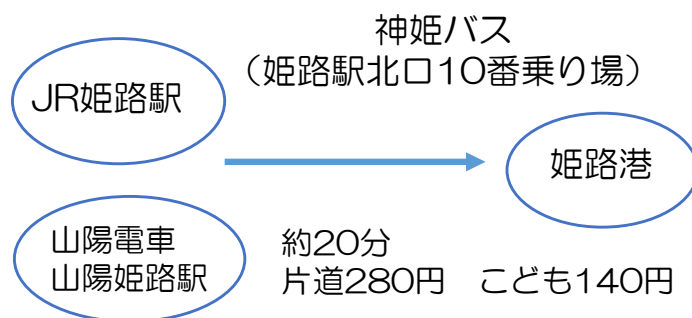 神姫バス
（姫路駅北口10番乗り場）
JR姫路駅
姫路港
山陽電車
山陽姫路駅
約20分
片道280円　こども140円